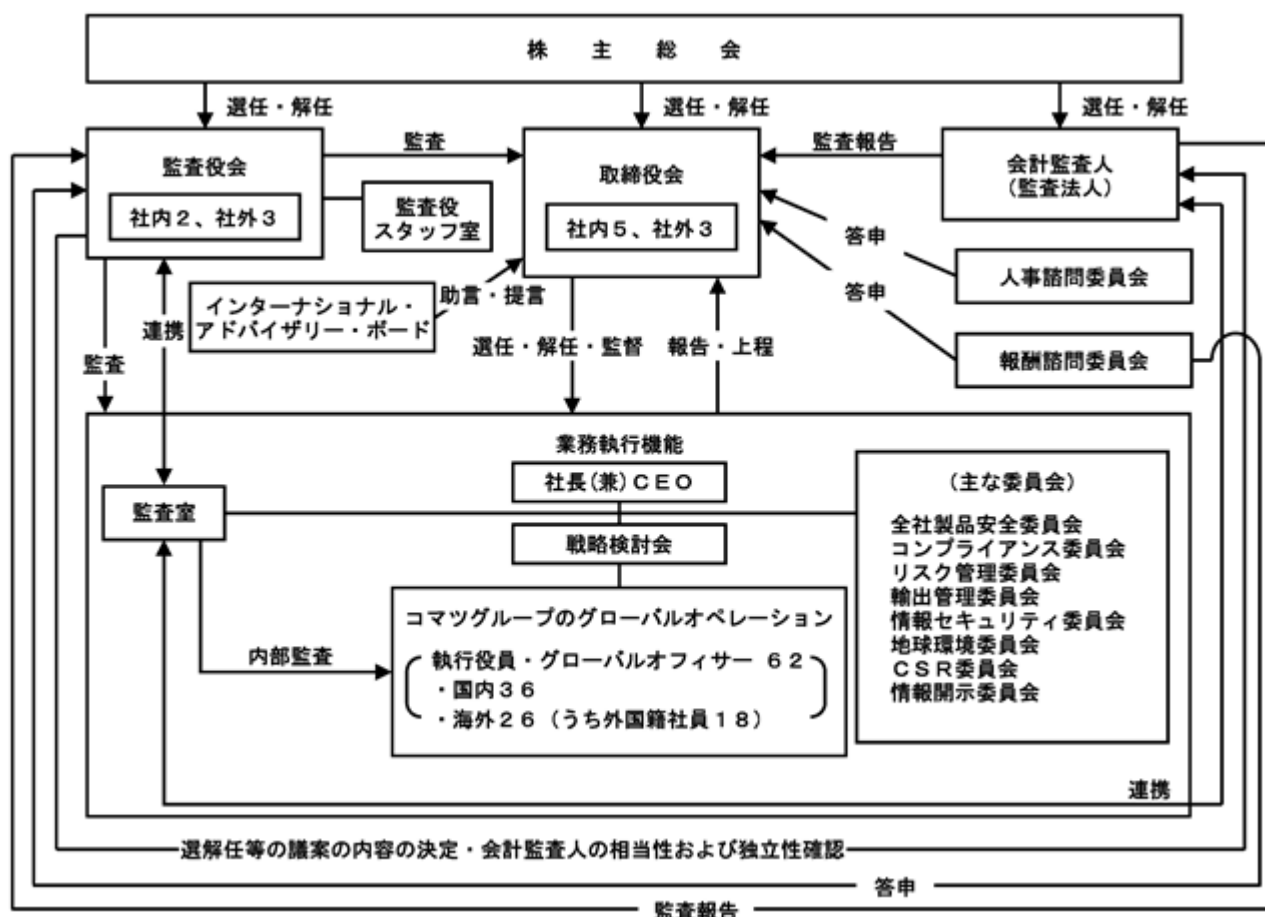 株 主 総 会
選任・解任
選任・解任
選任・解任
監査役会
社内2、社外3
監査
監査役
スタッフ室
取締役会
社内5、社外3
監査報告
会計監査人
(監査法人)
答申
人事諮問委員会
答申
報酬諮問委員会
インターナショナル・
アドバイザリー・ボード
助言・提言
連携
監査
選任・解任・監督
報告・上程
業務執行機能
社長(兼)CEO
監査室
戦略検討会
内部監査
コマツグループのグローバルオペレーション
執行役員・グローバルオフィサー 62
・国内36
・海外26(うち外国籍社員18)
(主な委員会)
全社製品安全委員会
コンプライアンス委員会
リスク管理委員会
輸出管理委員会
情報セキュリティ委員会
地球環境委員会
CSR委員会
情報開示委員会
連携
選解任等の議案の内容の決定・会計監査人の相当性および独立性確認
答申
監査報告